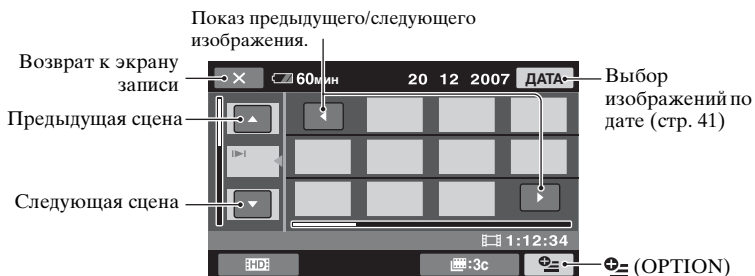 Показ предыдущего/следующего
изображения.
Возврат к экрану
записи
60мин
20 12 2007
ДАТА
Выбор
изображений по
дате (стр. 41)
Предыдущая сцена
Следующая сцена
1:12:34
HD
:3с
(OPTION)